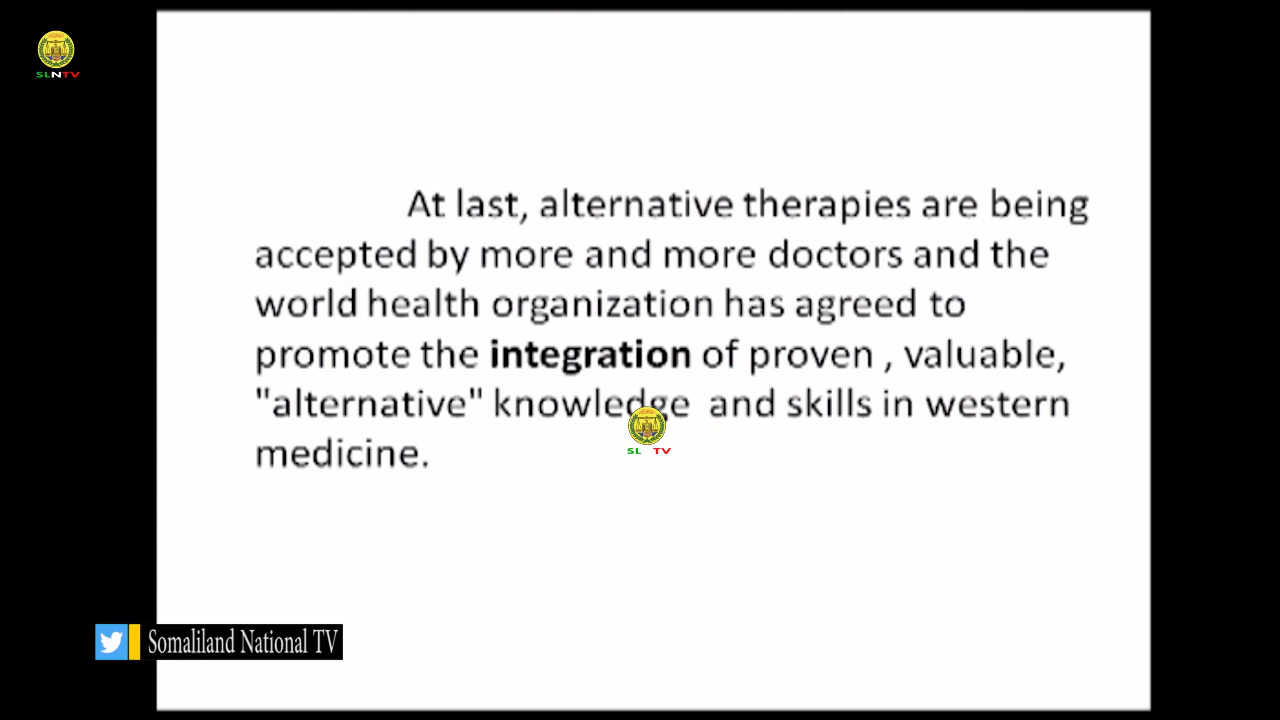 SLNTV
At last, alternative therapies are being
accepted by more and more doctors and the
world health organization has agreed to
promote the integration of proven , valuable,
"alternative" knowledge and skills in western
medicine.
SL TV
Somaliland National TV